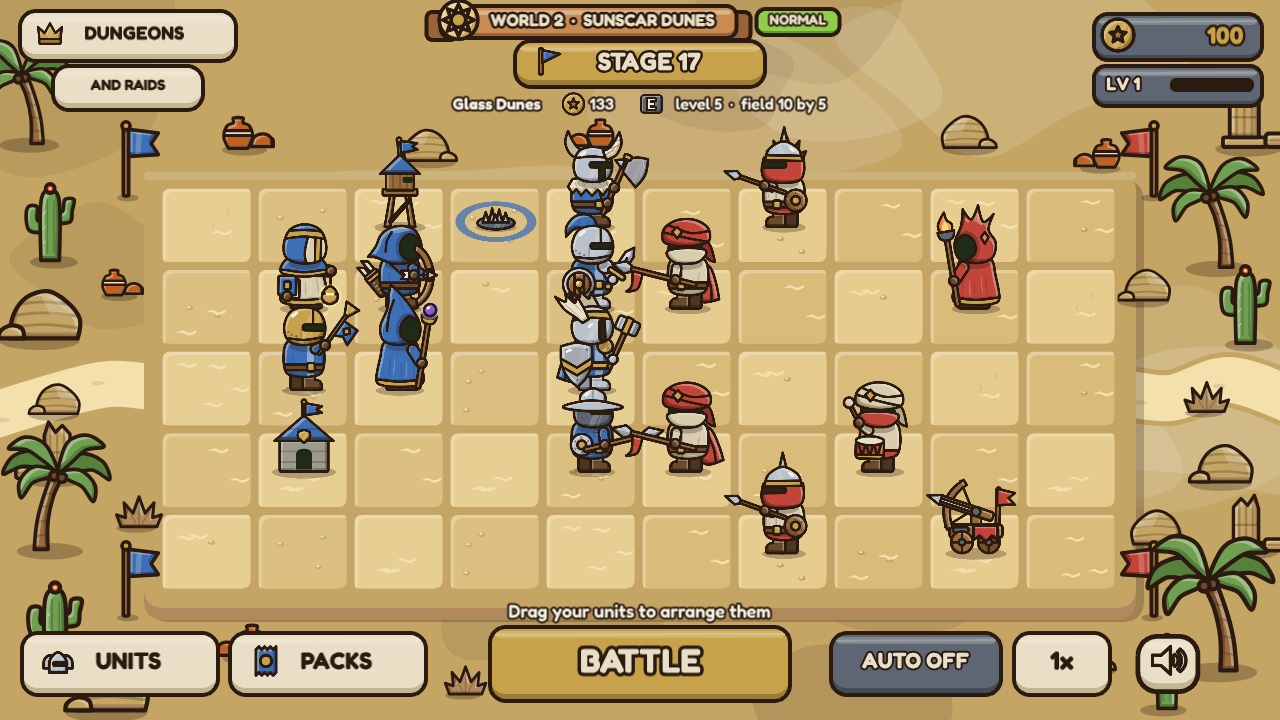 DUNGEONS
AND RAIDS
WORLD 2 • SUNSCAR DUNES
NORMAL
STAGE 17
Glass Dunes 133 E level 5 • field 10 by 5
100
LV 1
Drag your units to arrange them
UNITS
PACKS
BATTLE
AUTO OFF
1x